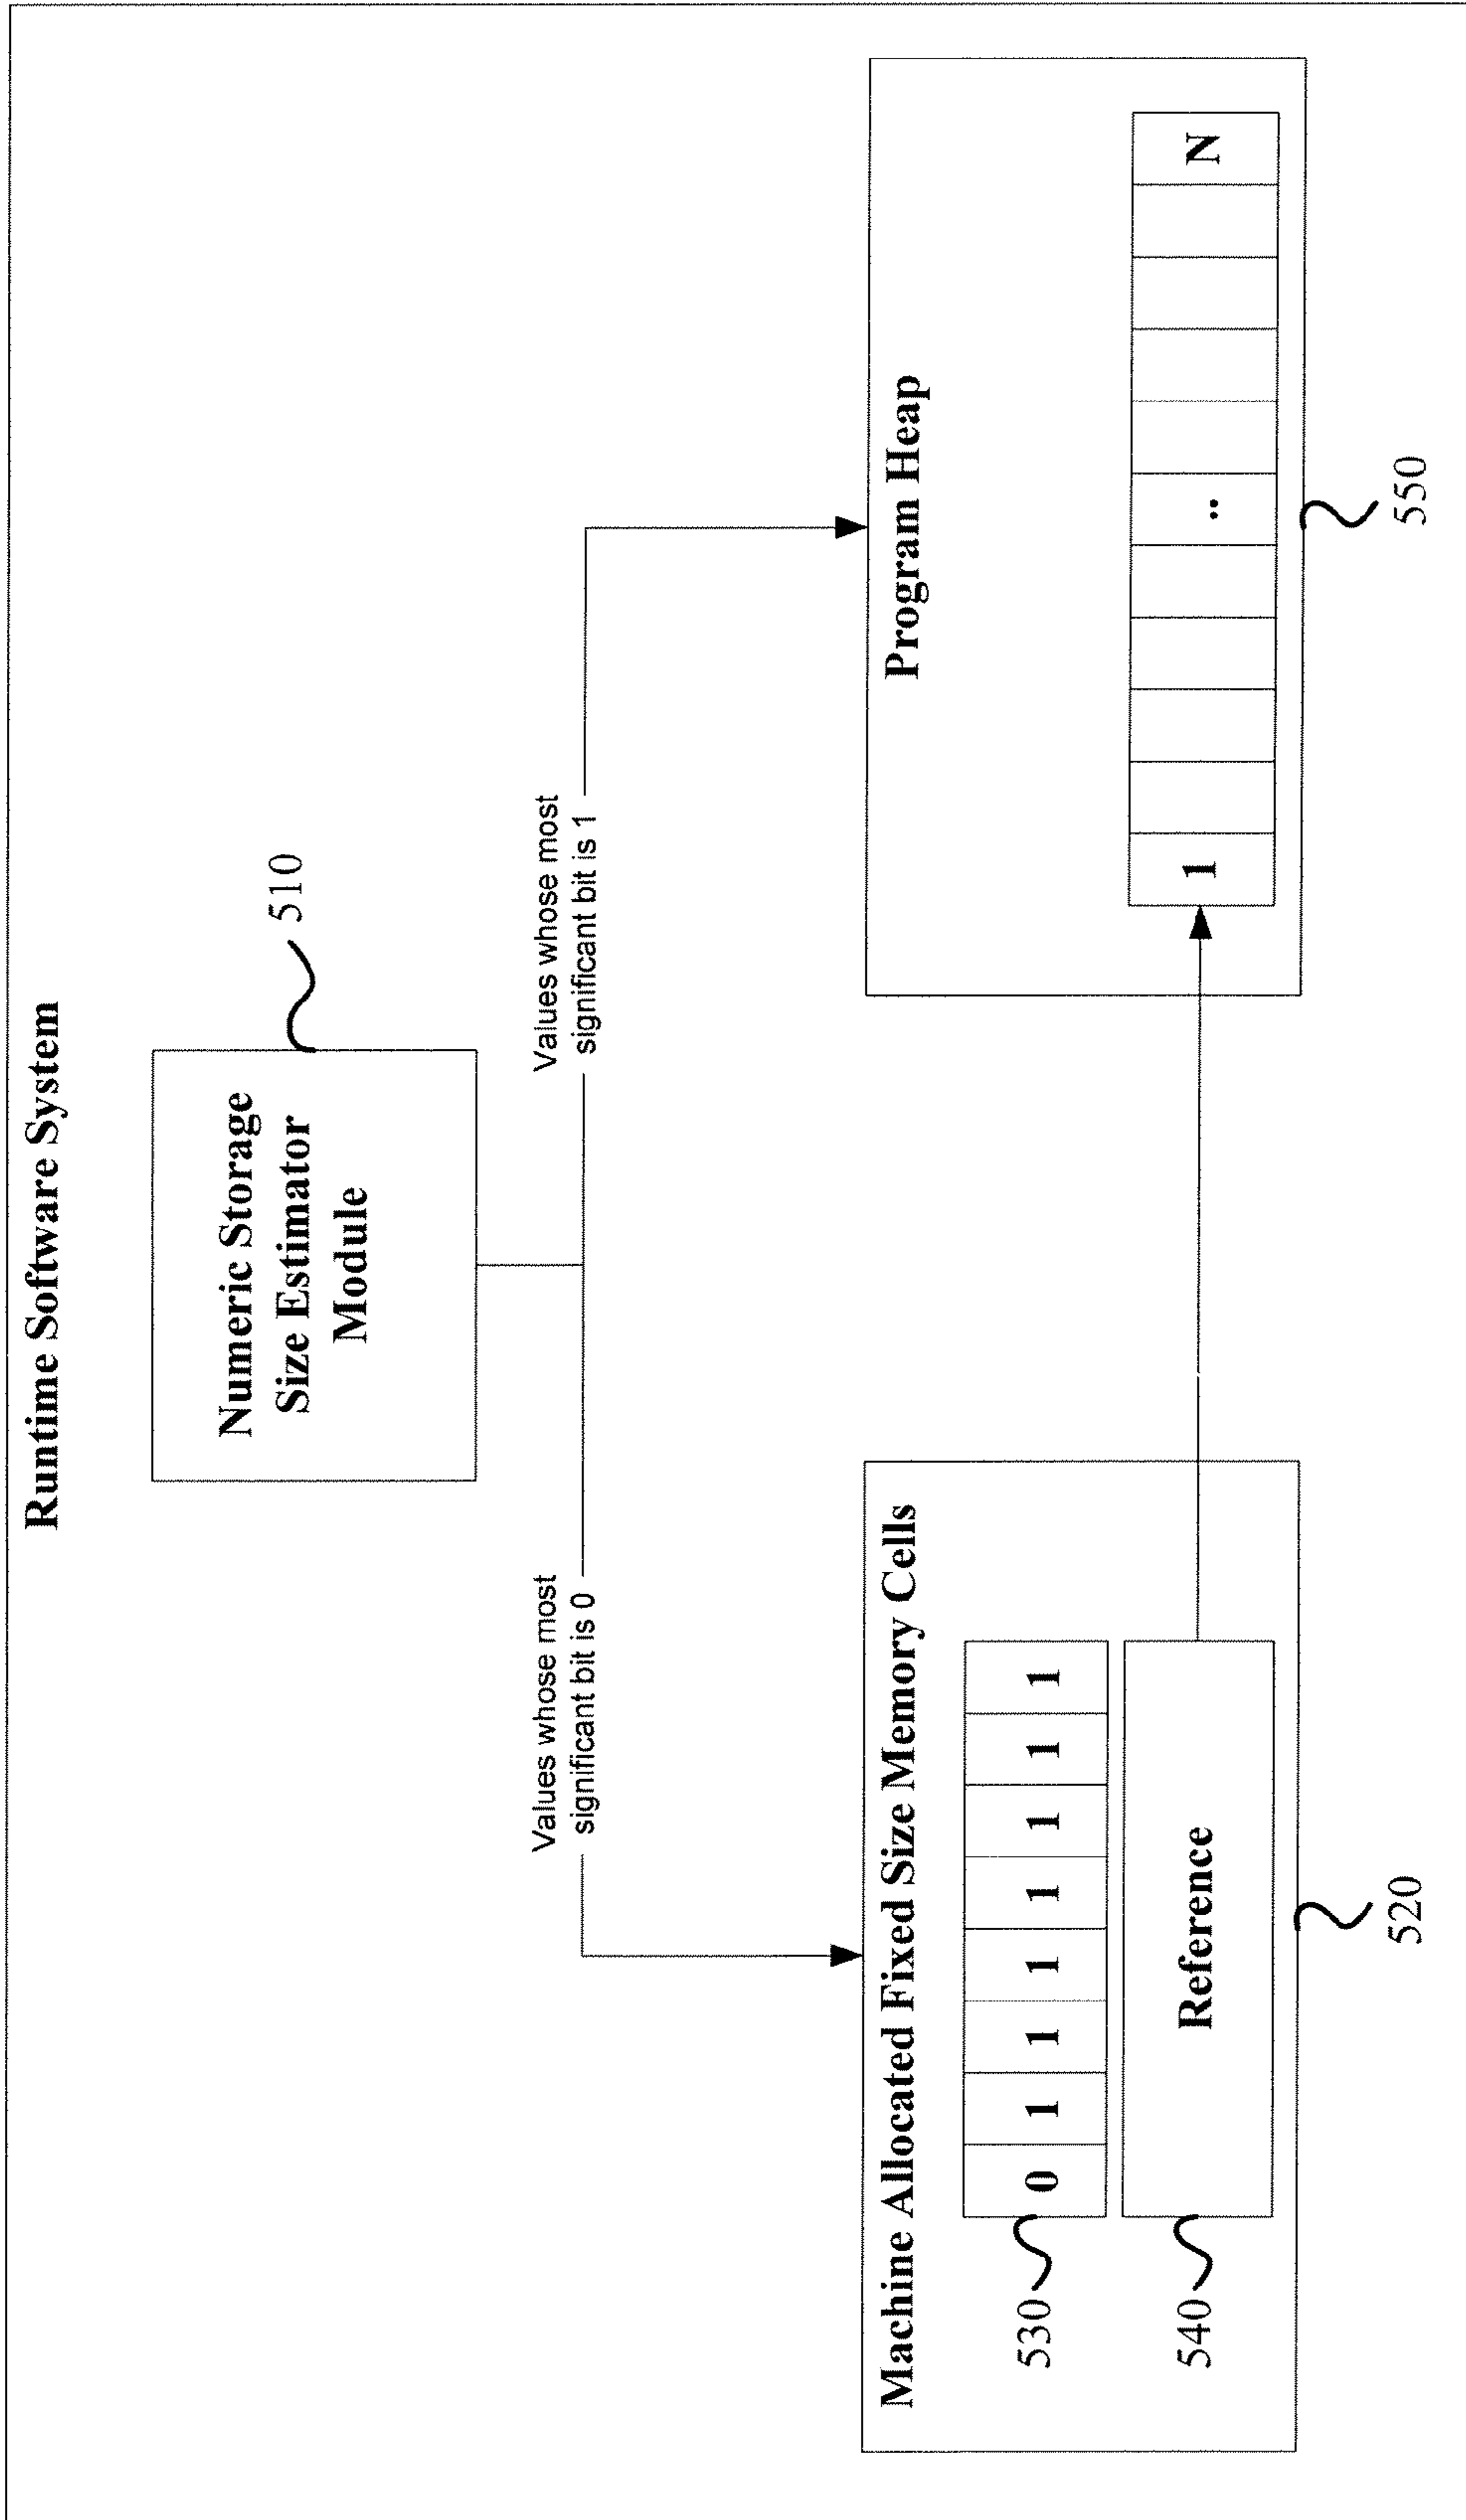 Runtime Software System
Numeric Storage
Size Estimator
Module
510
Values whose most
significant bit is 0
Values whose most
significant bit is 1
Machine Allocated Fixed Size Memory Cells
530
0 1 1 1 1 1 1 1
540
Reference
520
Program Heap
1 .. N
550